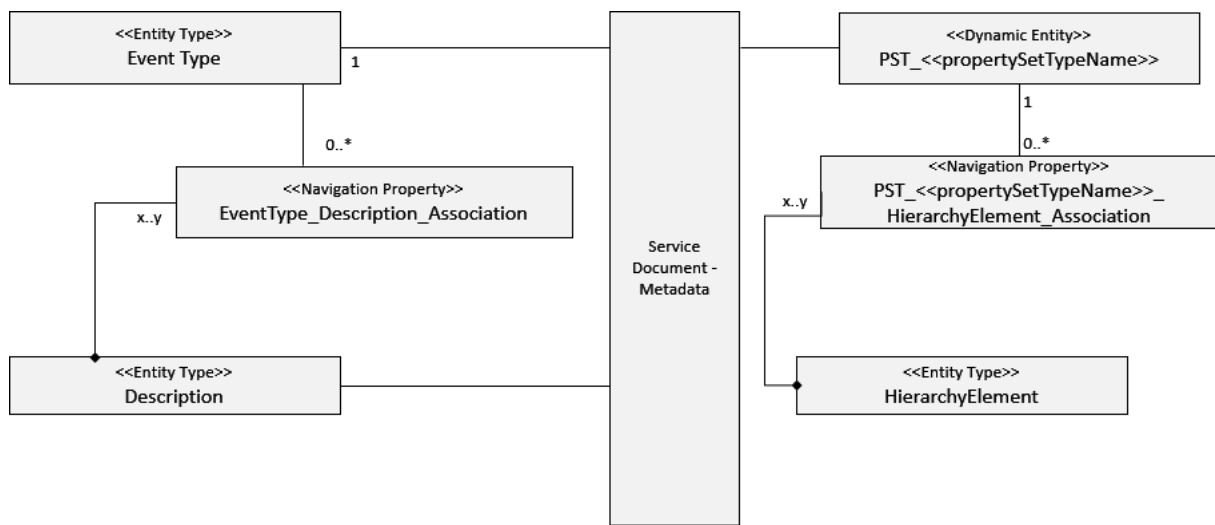 <<Entity Type>>
Event Type
1
0..*
<<Navigation Property>>
EventType_Description_Association
x..y
<<Entity Type>>
Description
Service
Document -
Metadata
<<Dynamic Entity>>
PST_<<propertySetTypeName>>
1
0..*
<<Navigation Property>>
PST_<<propertySetTypeName>>_
HierarchyElement_Association
x..y
<<Entity Type>>
HierarchyElement